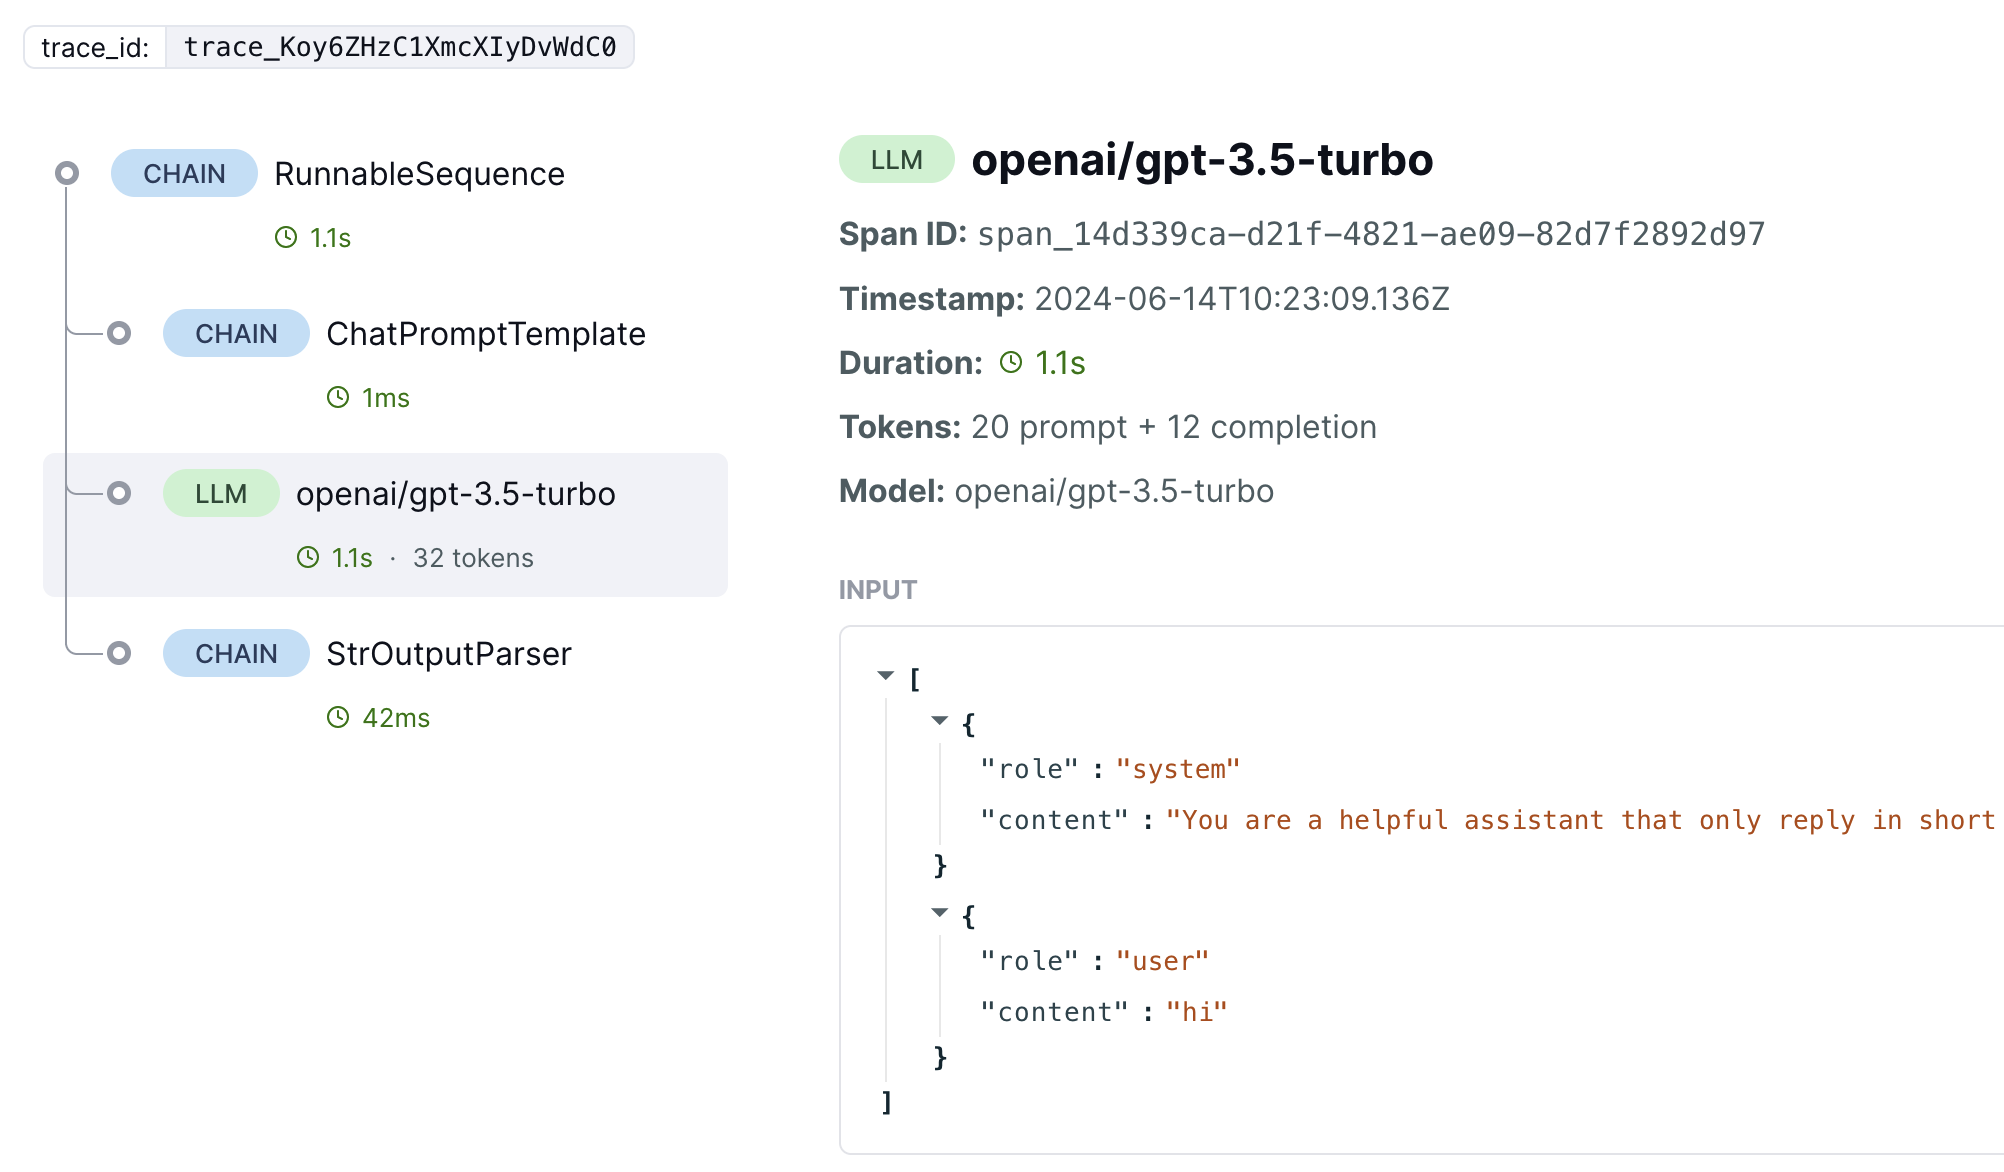 trace_id: trace_Koy6ZHzC1XmcXIyDvWdC0
CHAIN RunnableSequence
1.1s
CHAIN ChatPromptTemplate
1ms
LLM openai/gpt-3.5-turbo
1.1s · 32 tokens
CHAIN StrOutputParser
42ms
LLM openai/gpt-3.5-turbo
Span ID: span_14d339ca-d21f-4821-ae09-82d7f2892d97
Timestamp: 2024-06-14T10:23:09.136Z
Duration: 1.1s
Tokens: 20 prompt + 12 completion
Model: openai/gpt-3.5-turbo
INPUT
[
{
"role" : "system"
"content" : "You are a helpful assistant that only reply in short
}
{
"role" : "user"
"content" : "hi"
}
]